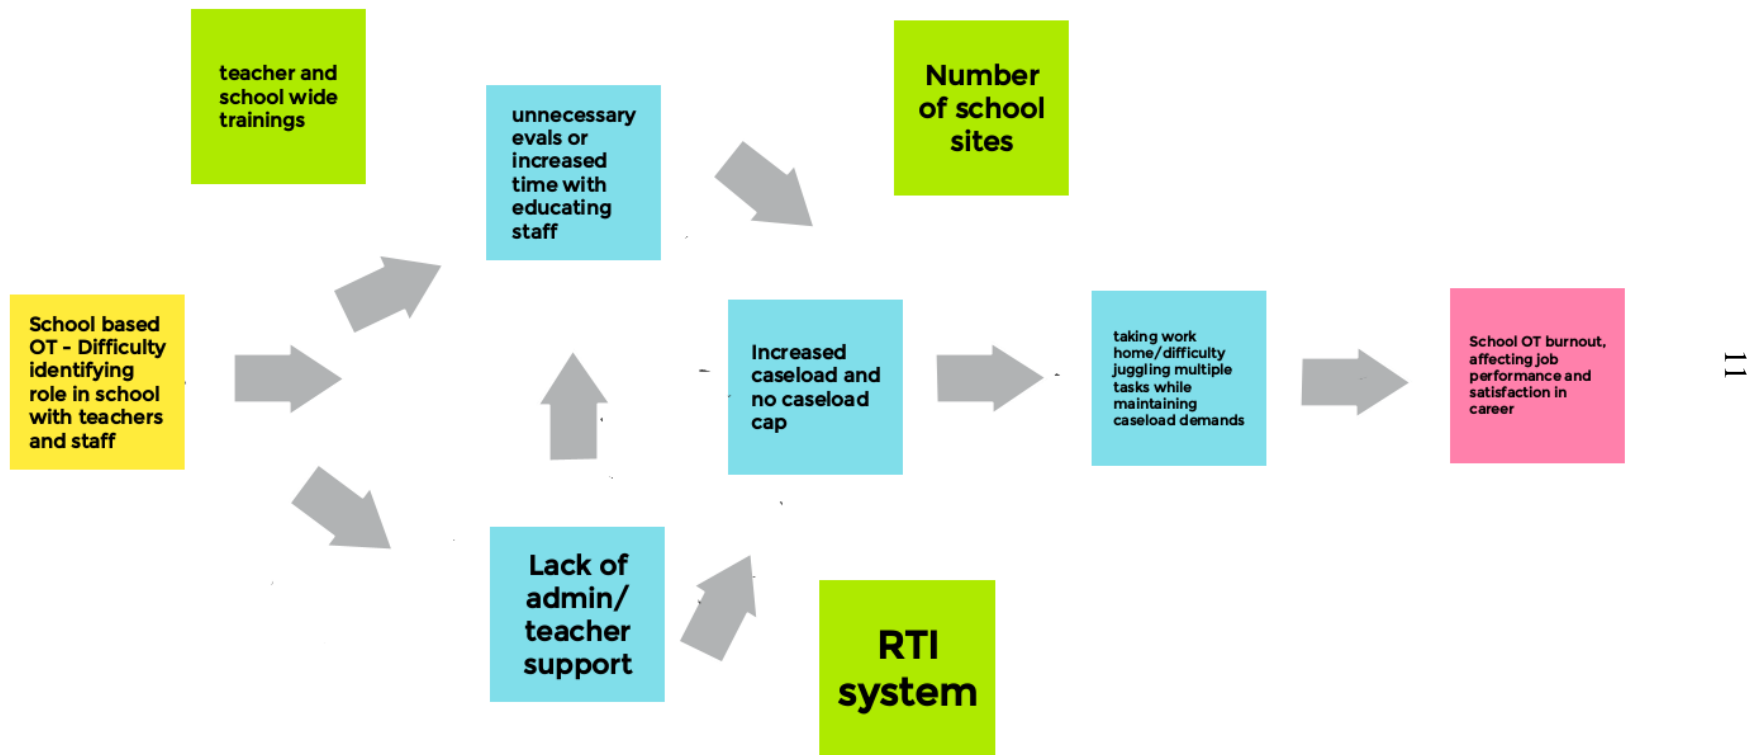 teacher and
school wide
trainings
Number
of school
sites
unnecessary
evals or
increased
time with
educating
staff
School based
OT - Difficulty
identifying
role in school
with teachers
and staff
Increased
caseload and
no caseload
cap
taking work
home/difficulty
juggling multiple
tasks while
maintaining
caseload demands
School OT burnout,
affecting job
performance and
satisfaction in
career
11
Lack of
admin/
teacher
support
RTI
system